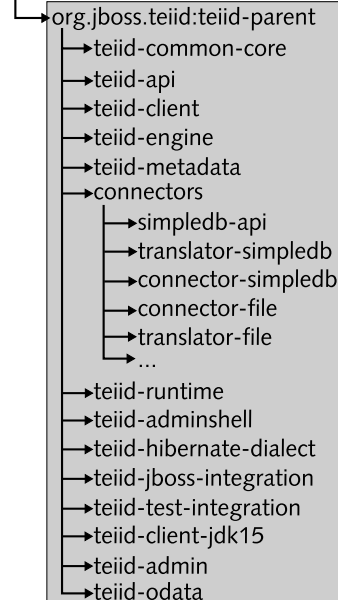 org.jboss.teiid:teiid-parent
teiid-common-core
teiid-api
teiid-client
teiid-engine
teiid-metadata
connectors
simpledb-api
translator-simpledb
connector-simpledb
connector-file
translator-file
...
teiid-runtime
teiid-adminshell
teiid-hibernate-dialect
teiid-jboss-integration
teiid-test-integration
teiid-client-jdk15
teiid-admin
teiid-odata